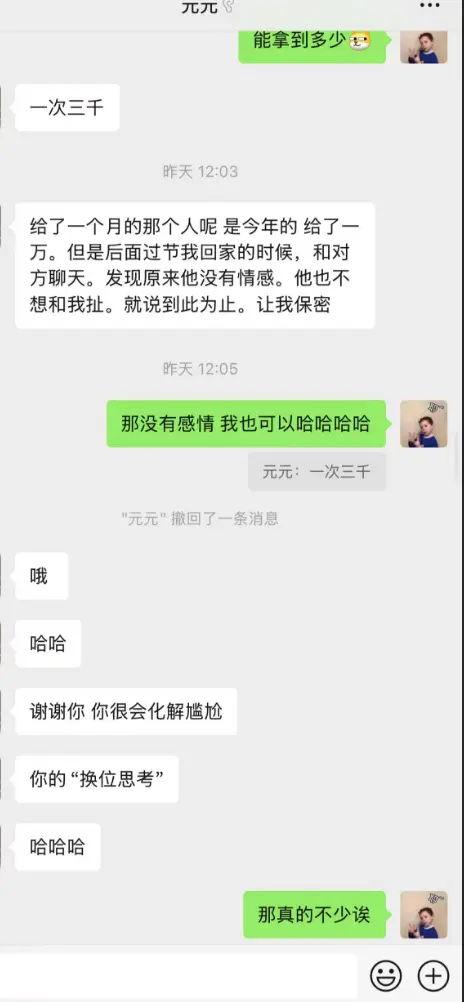 元元
能拿到多少
一次三千
昨天 12:03
给了一个月的那个人呢 是今年的 给了一
万。但是后面过节我回家的时候，和对
方聊天。发现原来他没有情感。他也不
想和我扯。就说到此为止。让我保密
昨天 12:05
那没有感情 我也可以哈哈哈哈
元元：一次三千
"元元" 撤回了一条消息
哦
哈哈
谢谢你 你很会化解尴尬
你的 “换位思考”
哈哈哈
那真的不少诶